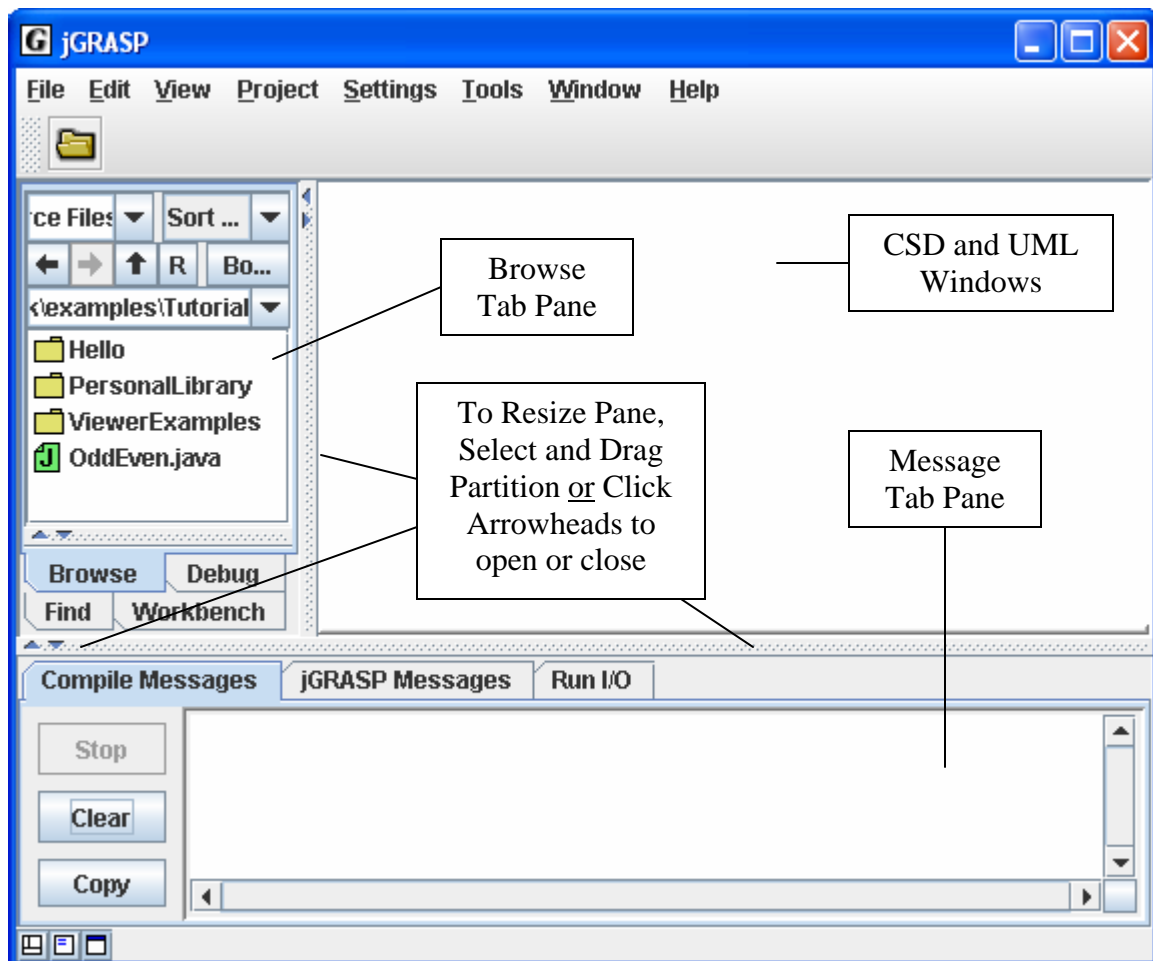 jGRASP
File Edit View Project Settings Tools Window Help
rce Files Sort ...
R Bo...
k\examples\Tutorial
Hello
PersonalLibrary
ViewerExamples
OddEven.java
Browse Debug
Find Workbench
Browse
Tab Pane
CSD and UML
Windows
To Resize Pane,
Select and Drag
Partition or Click
Arrowheads to
open or close
Message
Tab Pane
Compile Messages jGRASP Messages Run I/O
Stop
Clear
Copy